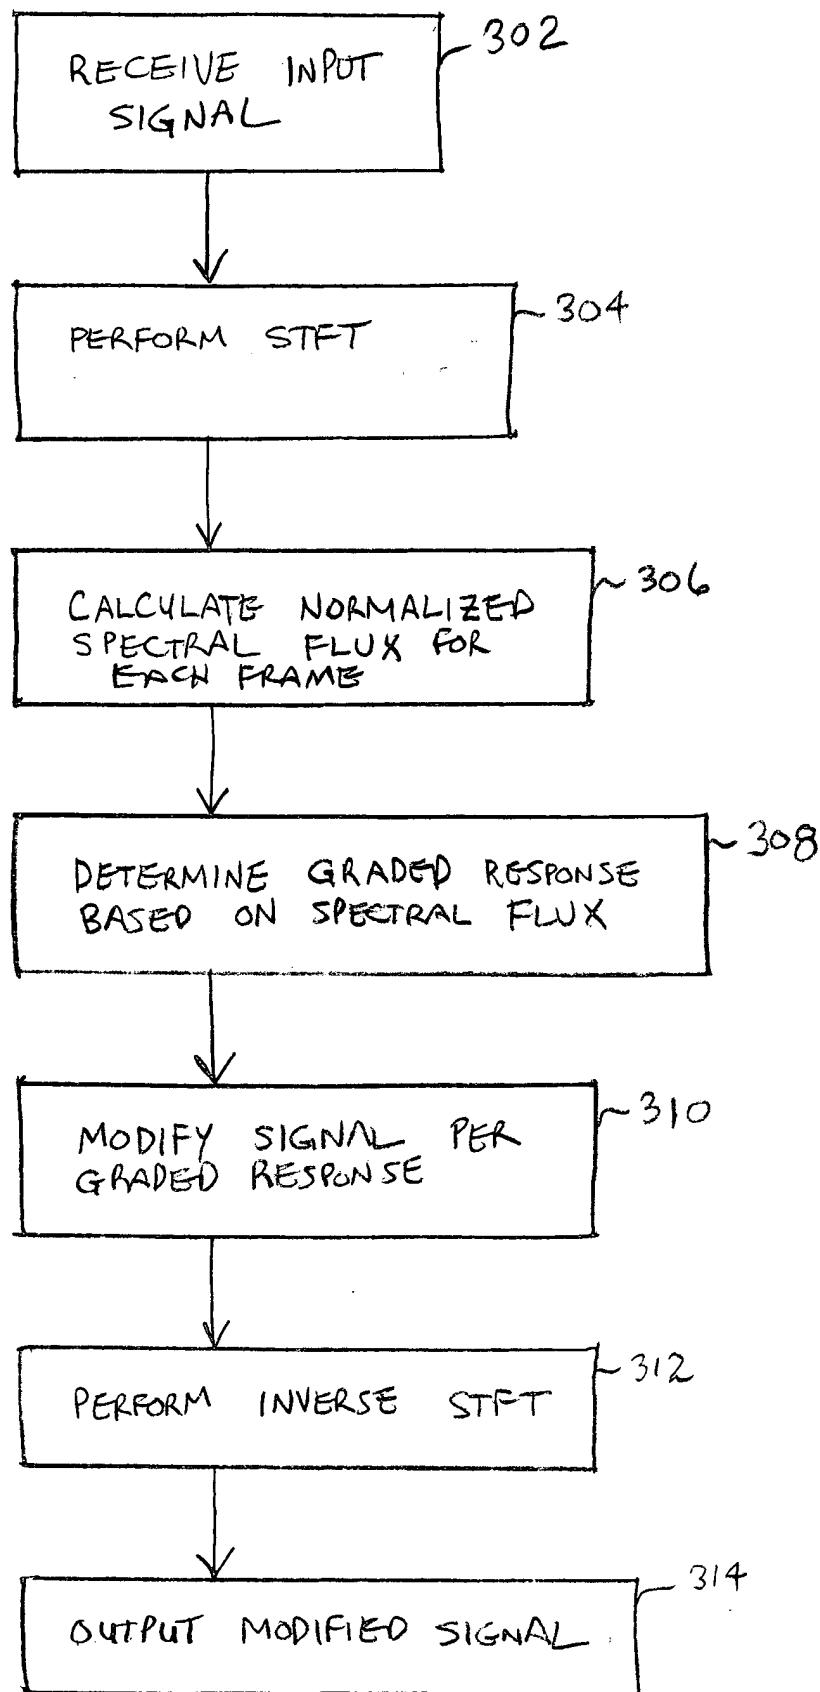 RECEIVE INPUT
SIGNAL
302
PERFORM STFT
304
CALCULATE NORMALIZED
SPECTRAL FLUX FOR
EACH FRAME
306
DETERMINE GRADED RESPONSE
BASED ON SPECTRAL FLUX
308
MODIFY SIGNAL PER
GRADED RESPONSE
310
PERFORM INVERSE STFT
312
OUTPUT MODIFIED SIGNAL
314